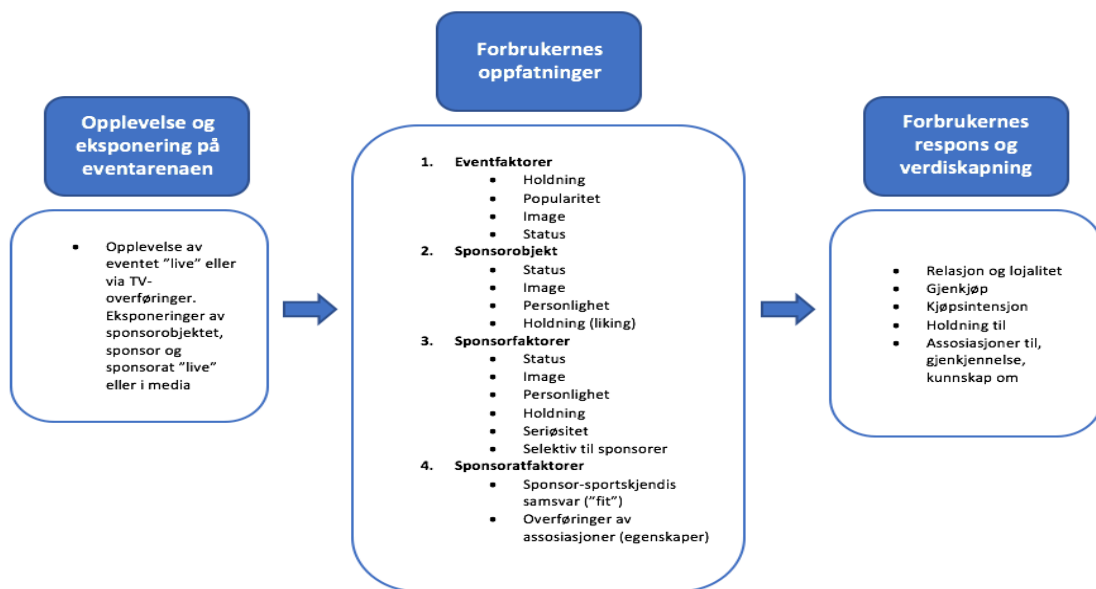 Opplevelse og
eksponering på
eventarenaen
▪ Opplevelse av
eventet ”live” eller
via TV-
overføringer.
Eksponeringer av
sponsorobjektet,
sponsor og
sponsorat ”live”
eller i media
Forbrukernes
oppfatninger
1. Eventfaktorer
▪ Holdning
▪ Popularitet
▪ Image
▪ Status
2. Sponsorobjekt
▪ Status
▪ Image
▪ Personlighet
▪ Holdning (liking)
3. Sponsorfaktorer
▪ Status
▪ Image
▪ Personlighet
▪ Holdning
▪ Seriøsitet
▪ Selektiv til sponsorer
4. Sponsoratfaktorer
▪ Sponsor-sportskjendis
samsvar (”fit”)
▪ Overføringer av
assosiasjoner (egenskaper)
Forbrukernes
respons og
verdiskapning
▪ Relasjon og lojalitet
▪ Gjenkjøp
▪ Kjøpsintensjon
▪ Holdning til
▪ Assosiasjoner til,
gjenkjennelse,
kunnskap om